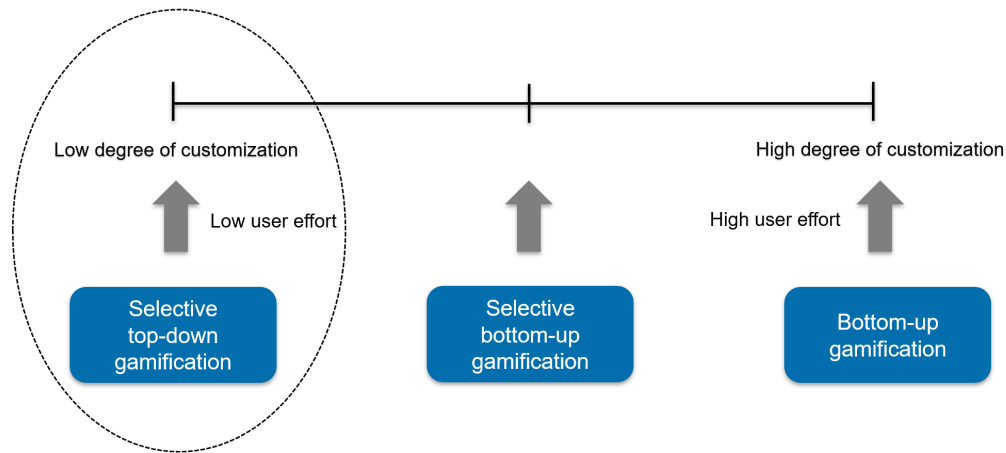 Low degree of customization
High degree of customization
Low user effort
High user effort
Selective
top-down
gamification
Selective
bottom-up
gamification
Bottom-up
gamification